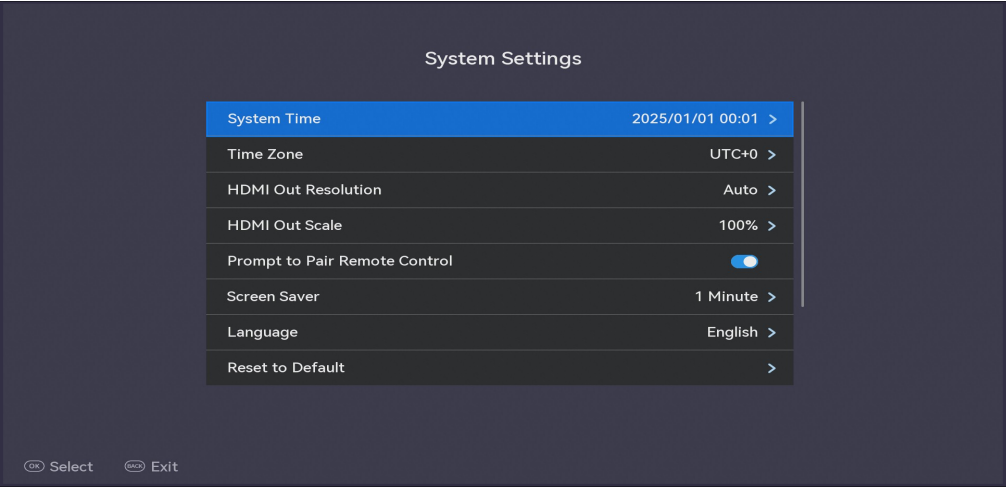 System Settings
System Time 2025/01/01 00:01 >
Time Zone UTC+0 >
HDMI Out Resolution Auto >
HDMI Out Scale 100% >
Prompt to Pair Remote Control
Screen Saver 1 Minute >
Language English >
Reset to Default >
OK Select BACK Exit